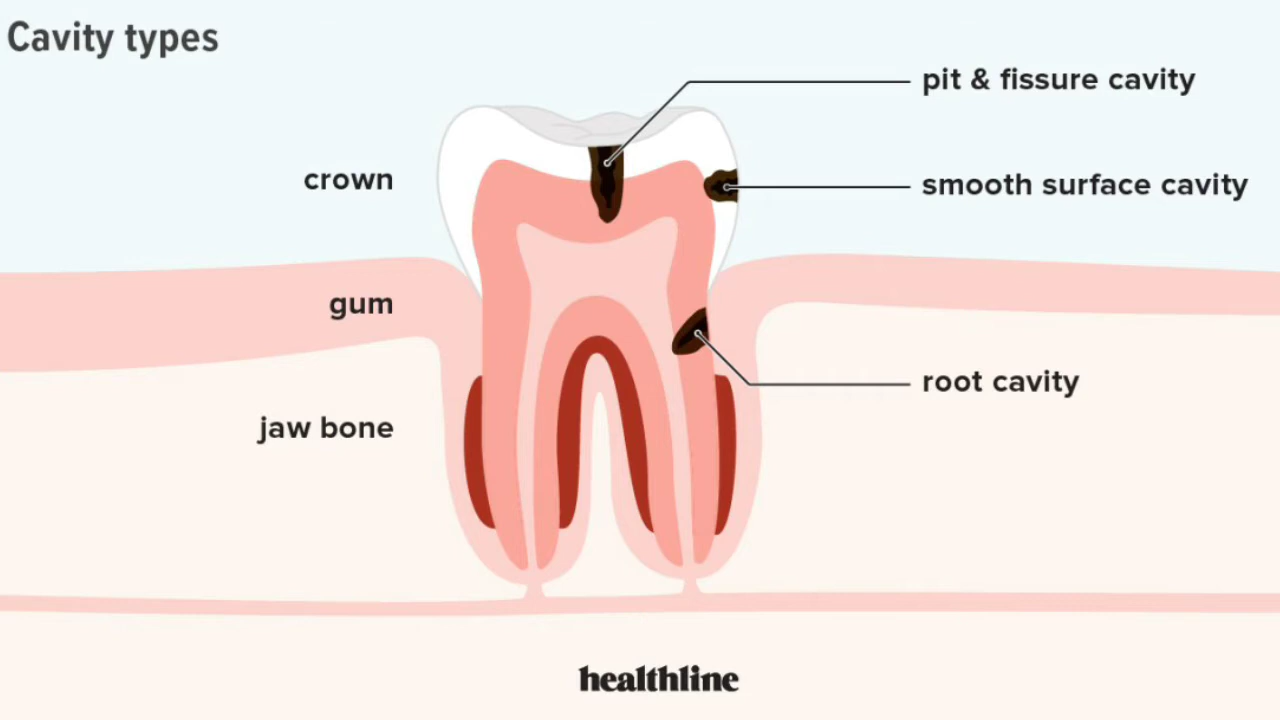 Cavity types
pit & fissure cavity
crown
smooth surface cavity
gum
root cavity
jaw bone
healthline